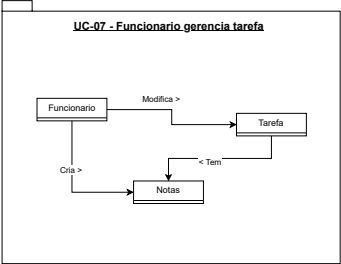 UC-07 - Funcionario gerencia tarefa
Modifica >
Funcionario
Tarefa
< Tem
Cria >
Notas